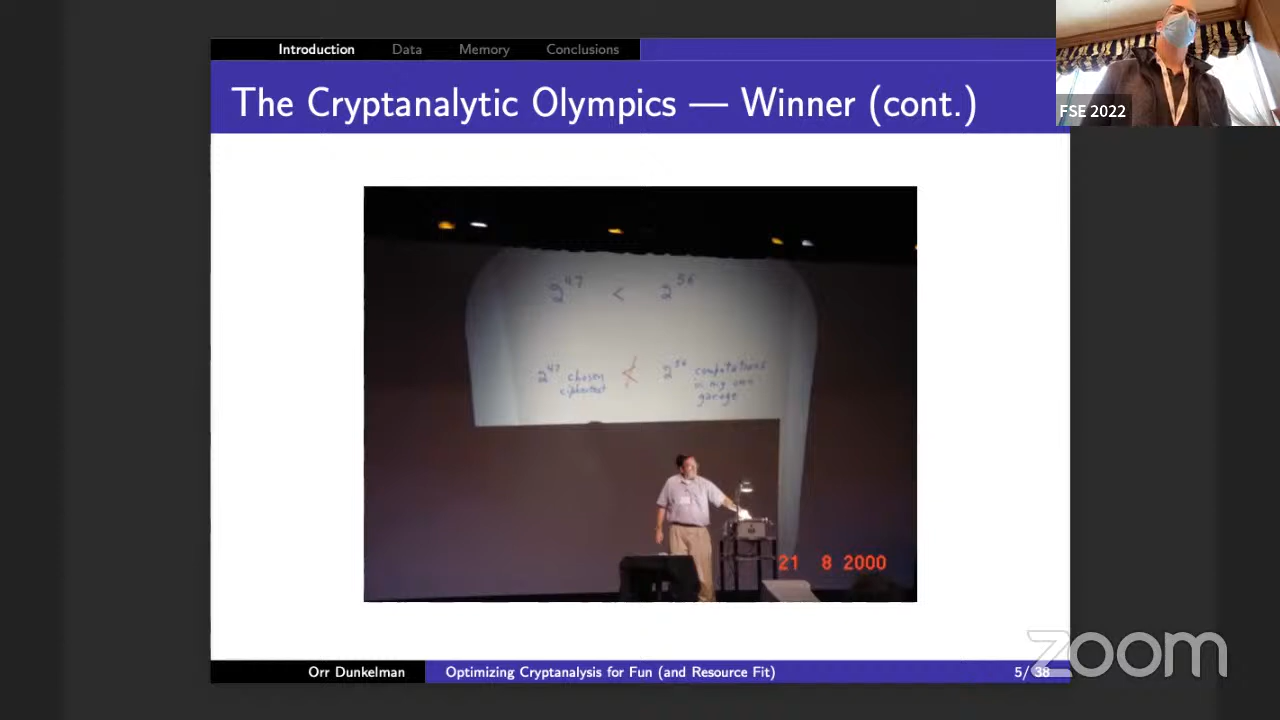 Introduction Data Memory Conclusions
The Cryptanalytic Olympics — Winner (cont.)
FSE 2022
2^47 < 2^56
2^47 chosen ciphertext ≮ 2^56 computations
in my own
garage
21 8 2000
Orr Dunkelman Optimizing Cryptanalysis for Fun (and Resource Fit) 5/38
zoom